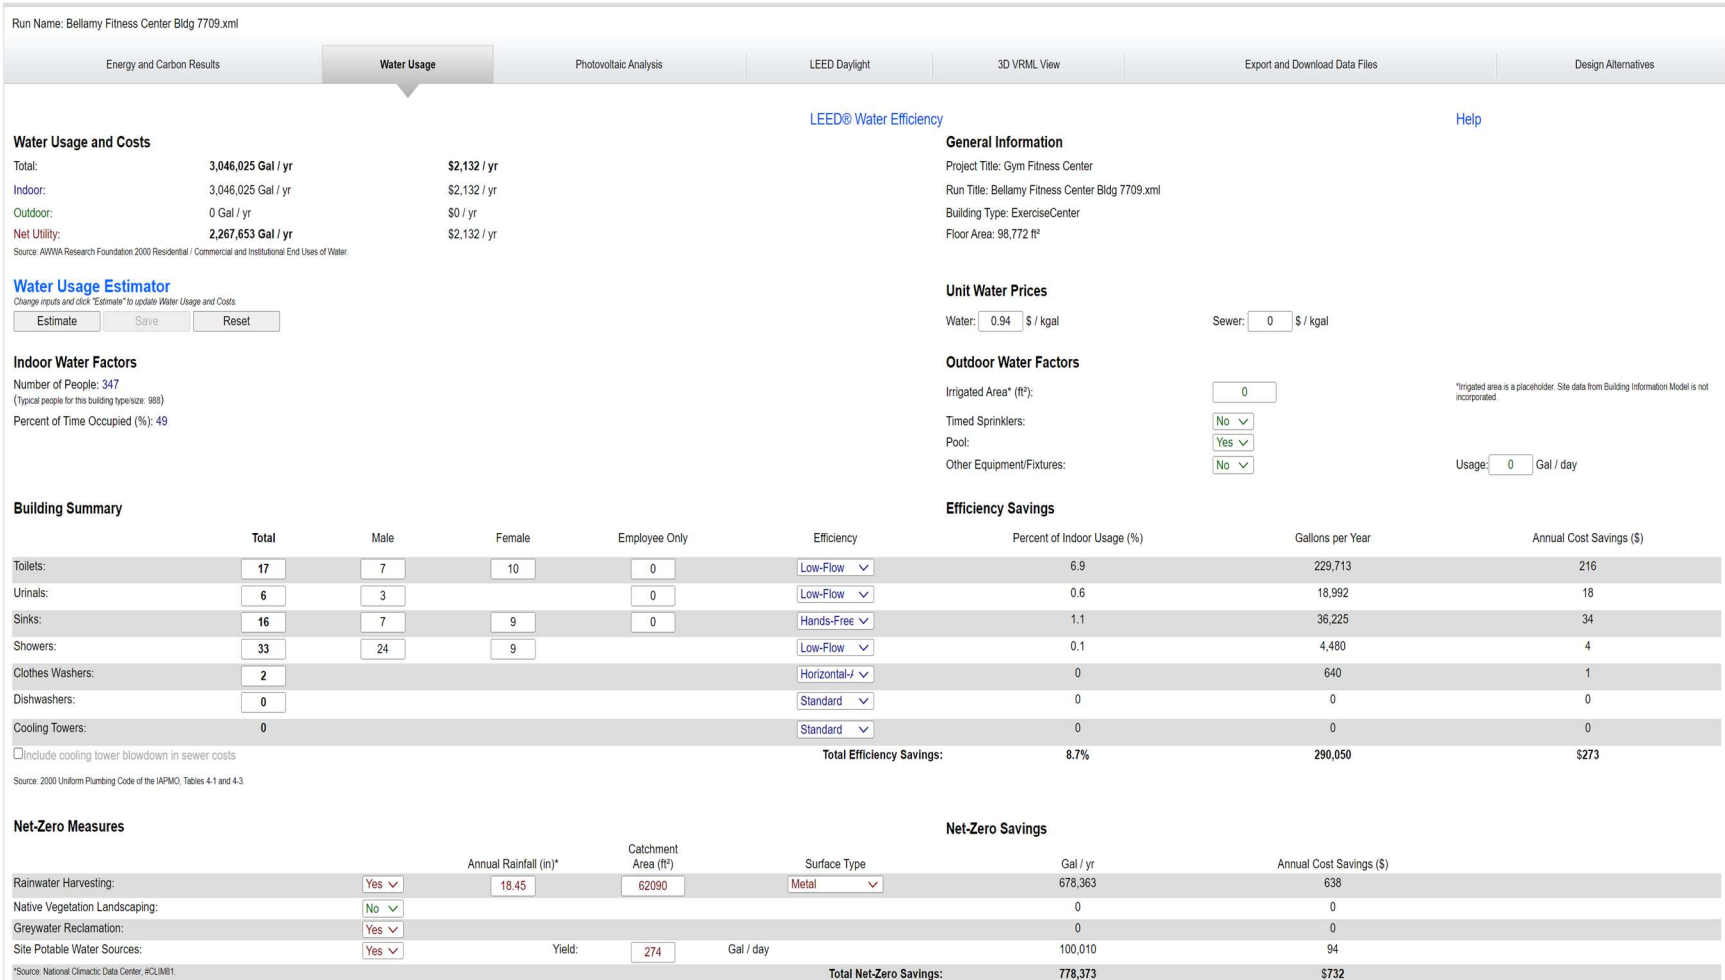 Run Name: Bellamy Fitness Center Bldg 7709.xml
Energy and Carbon Results Water Usage Photovoltaic Analysis LEED Daylight 3D VRML View Export and Download Data Files Design Alternatives
LEED® Water Efficiency Help
Water Usage and Costs General Information
Total: 3,046,025 Gal / yr $2,132 / yr Project Title: Gym Fitness Center
Indoor: 3,046,025 Gal / yr $2,132 / yr Run Title: Bellamy Fitness Center Bldg 7709.xml
Outdoor: 0 Gal / yr $0 / yr Building Type: ExerciseCenter
Net Utility: 2,267,653 Gal / yr $2,132 / yr Floor Area: 98,772 ft²
Source: AWWA Research Foundation 2000 Residential / Commercial and Institutional End Uses of Water.
Water Usage Estimator Unit Water Prices
Change inputs and click "Estimate" to update Water Usage and Costs.
Estimate Save Reset Water: 0.94 $ / kgal Sewer: 0 $ / kgal
Indoor Water Factors Outdoor Water Factors
Number of People: 347 Irrigated Area* (ft²): 0 *Irrigated area is a placeholder. Site data from Building Information Model is not
incorporated.
(Typical people for this building type/size: 988)
Percent of Time Occupied (%): 49 Timed Sprinklers: No
Pool: Yes
Other Equipment/Fixtures: No Usage: 0 Gal / day
Building Summary Efficiency Savings
Total Male Female Employee Only Efficiency Percent of Indoor Usage (%) Gallons per Year Annual Cost Savings ($)
Toilets: 17 7 10 0 Low-Flow 6.9 229,713 216
Urinals: 6 3 0 Low-Flow 0.6 18,992 18
Sinks: 16 7 9 0 Hands-Free 1.1 36,225 34
Showers: 33 24 9 Low-Flow 0.1 4,480 4
Clothes Washers: 2 Horizontal-A 0 640 1
Dishwashers: 0 Standard 0 0 0
Cooling Towers: 0 Standard 0 0 0
Include cooling tower blowdown in sewer costs Total Efficiency Savings: 8.7% 290,050 $273
Source: 2000 Uniform Plumbing Code of the IAPMO, Tables 4-1 and 4-3.
Net-Zero Measures Net-Zero Savings
Annual Rainfall (in)* Catchment Area (ft²) Surface Type Gal / yr Annual Cost Savings ($)
Rainwater Harvesting: Yes 18.45 62090 Metal 678,363 638
Native Vegetation Landscaping: No 0 0
Greywater Reclamation: Yes 0 0
Site Potable Water Sources: Yes Yield: 274 Gal / day 100,010 94
*Source: National Climactic Data Center, #CLIM81. Total Net-Zero Savings: 778,373 $732